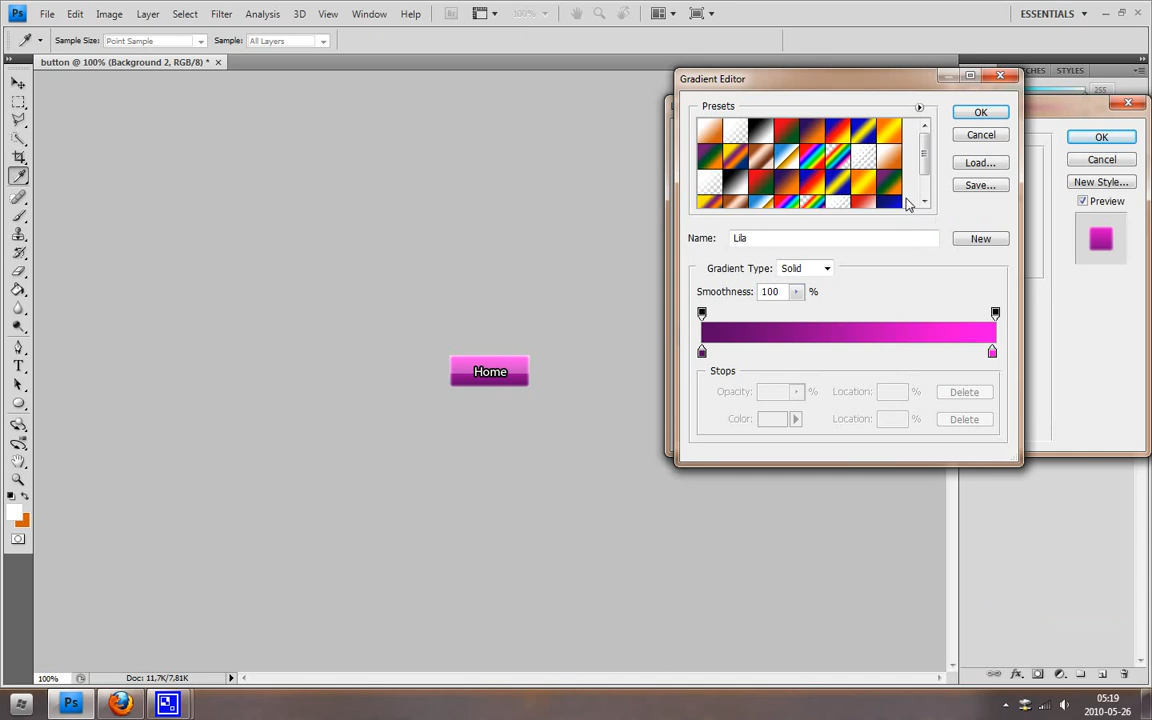 Ps File Edit Image Layer Select Filter Analysis 3D View Window Help Br 100% ESSENTIALS
Sample Size: Point Sample Sample: All Layers
button @ 100% (Background 2, RGB/8) *
STYLES
255
Gradient Editor
Presets
OK
Cancel
Load...
Save...
Name: Lila
New
Gradient Type: Solid
Smoothness: 100 %
Stops
Opacity: % Location: % Delete
Color: Location: % Delete
OK
Cancel
New Style...
Preview
Home
100% Doc: 11,7K/7,81K
Ps
05:19
2010-05-26